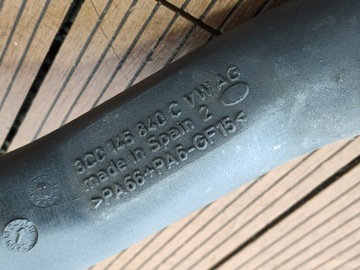 3C0 145 840 C VW AG
made in Spain 2
>PA66+PA6-GF15<